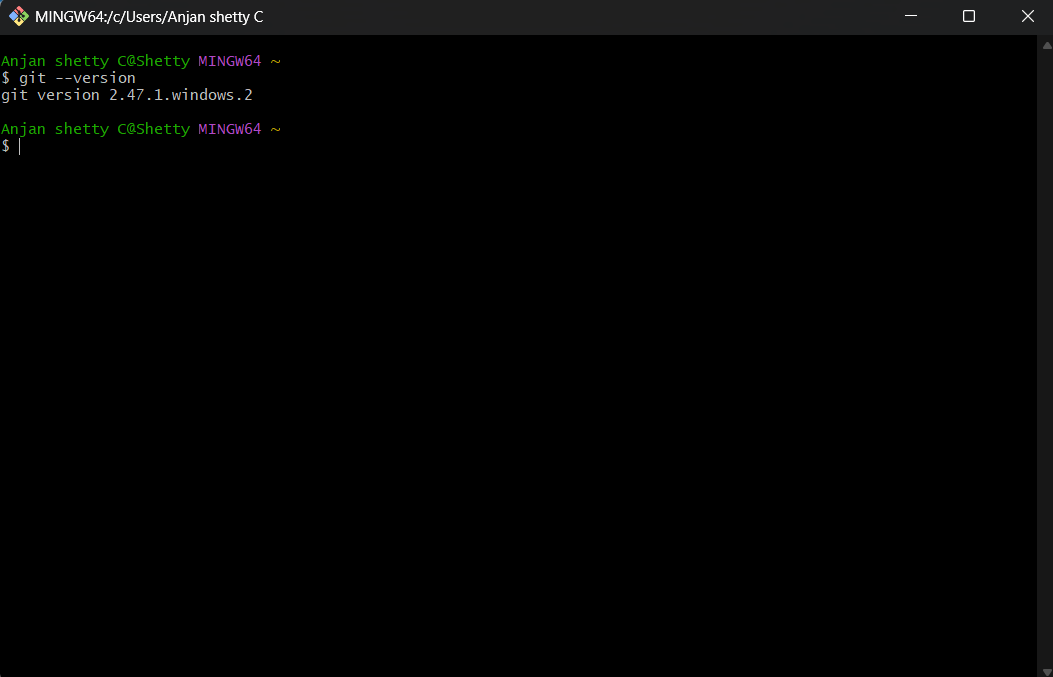 MINGW64:/c/Users/Anjan shetty C
Anjan shetty C@Shetty MINGW64 ~
$ git --version
git version 2.47.1.windows.2
Anjan shetty C@Shetty MINGW64 ~
$